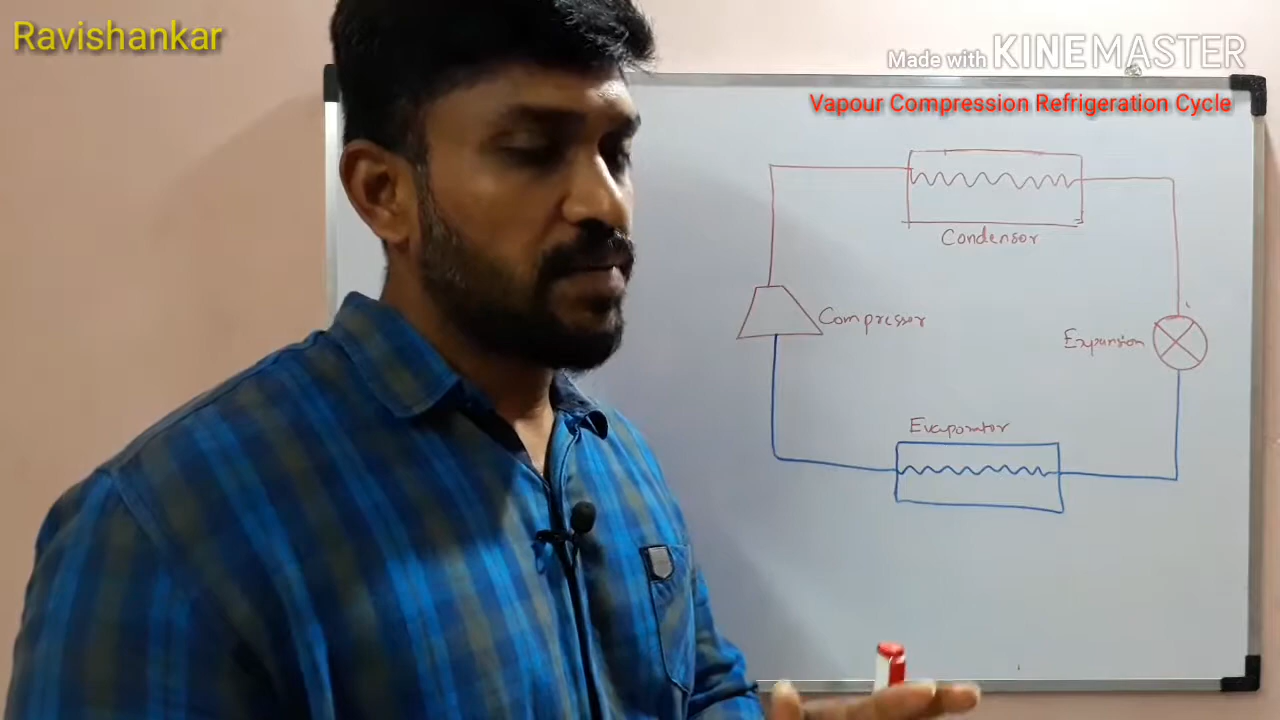 Ravishankar
Made with KINEMASTER
Vapour Compression Refrigeration Cycle
Condensor
Compressor
Expansion
Evaporator